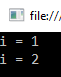 file:///
i = 1
i = 2